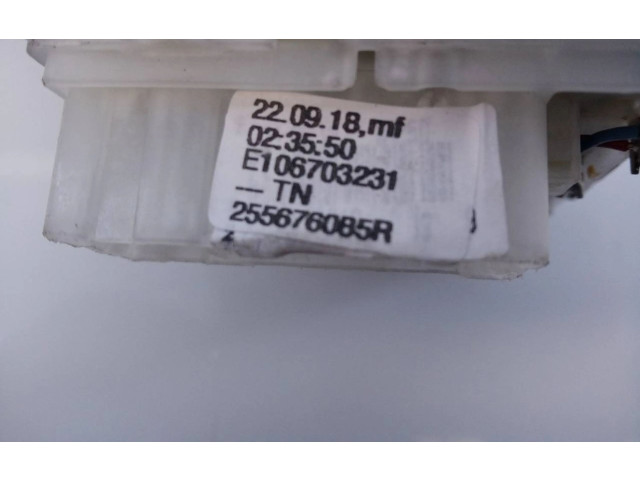 22.09.18,mf
02:35:50
E106703231
--- TN
255676085R